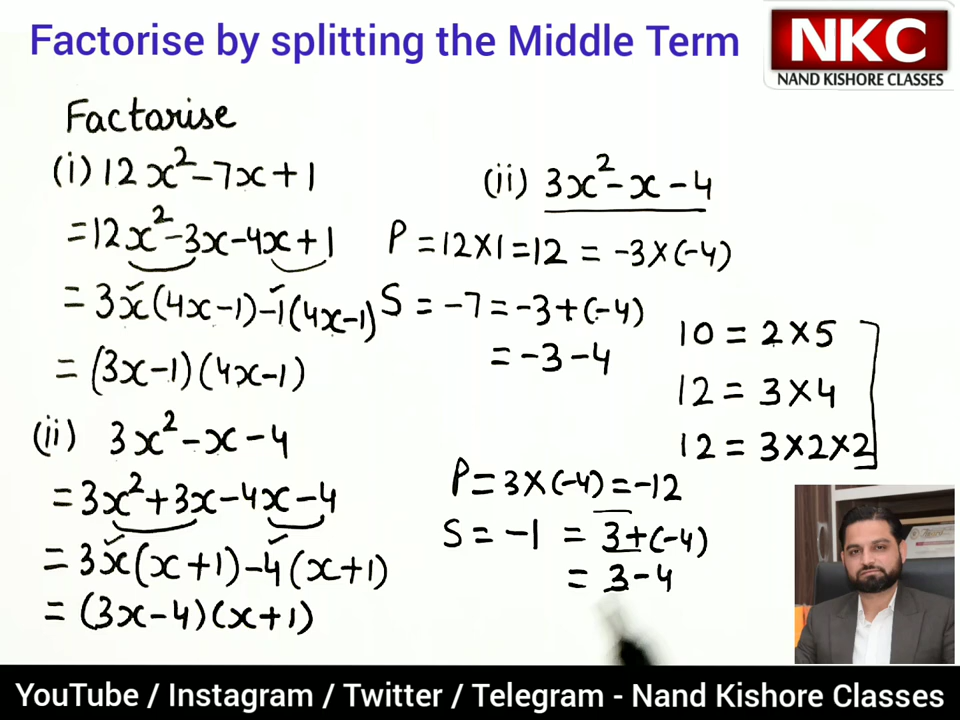 Factorise by splitting the Middle Term
NKC
NAND KISHORE CLASSES
Factorise
(i) 12x² - 7x + 1
= 12x² - 3x - 4x + 1
= 3x(4x - 1) - 1(4x - 1)
= (3x - 1)(4x - 1)
(ii) 3x² - x - 4
P = 12 × 1 = 12 = -3 × (-4)
S = -7 = -3 + (-4)
= -3 - 4
10 = 2 × 5
12 = 3 × 4
12 = 3 × 2 × 2
(ii) 3x² - x - 4
= 3x² + 3x - 4x - 4
= 3x(x + 1) - 4(x + 1)
= (3x - 4)(x + 1)
P = 3 × (-4) = -12
S = -1 = 3 + (-4)
= 3 - 4
YouTube / Instagram / Twitter / Telegram - Nand Kishore Classes